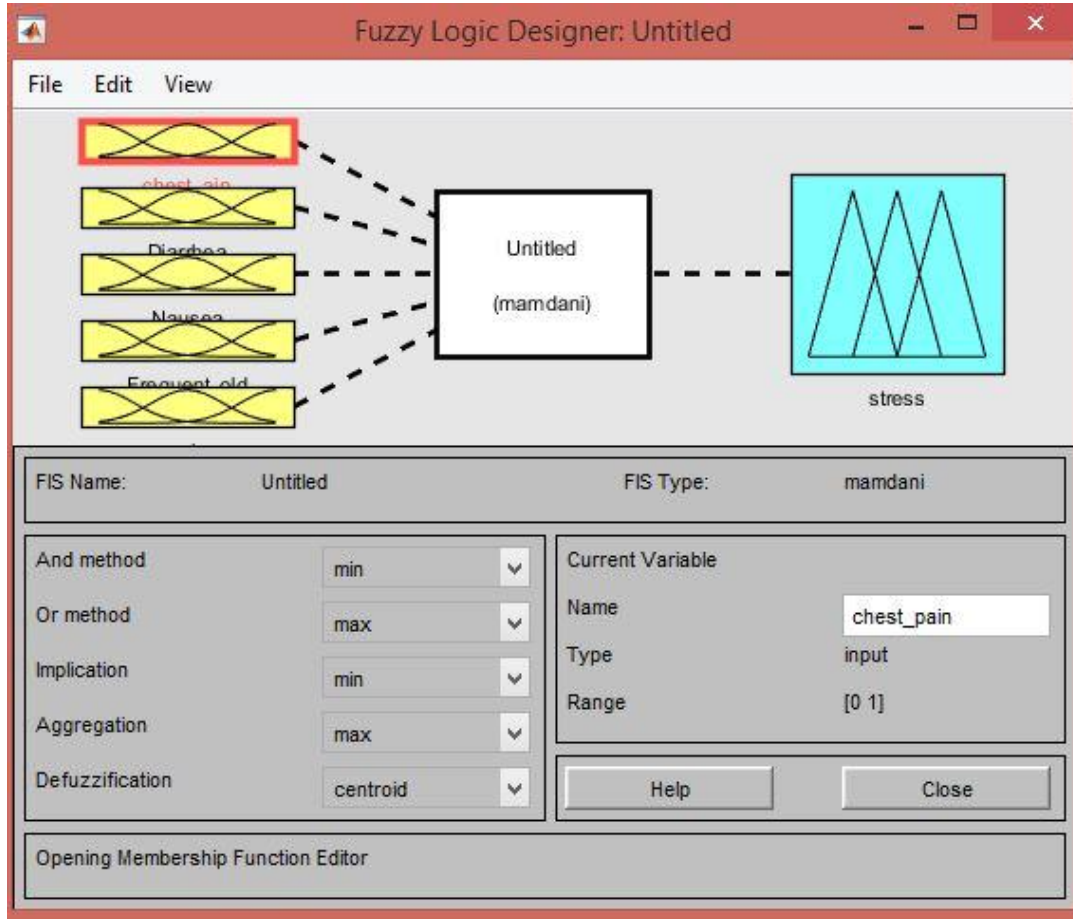 Fuzzy Logic Designer: Untitled
File Edit View
Untitled
(mamdani)
Nausea
stress
FIS Name: Untitled FIS Type: mamdani
And method min
Or method max
Implication min
Aggregation max
Defuzzification centroid
Current Variable
Name chest_pain
Type input
Range [0 1]
Help Close
Opening Membership Function Editor